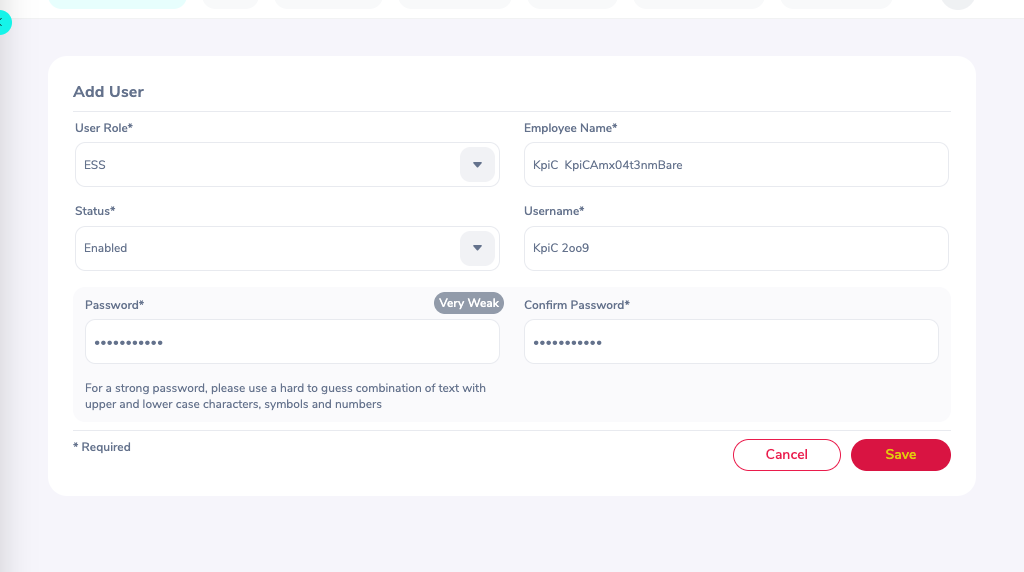 Add User
User Role*
Employee Name*
ESS
KpiC  KpiCAmx04t3nmBare
Status*
Username*
Enabled
KpiC 2oo9
Password*
Very Weak
Confirm Password*
•••••••••••
•••••••••••
For a strong password, please use a hard to guess combination of text with
upper and lower case characters, symbols and numbers
* Required
Cancel
Save